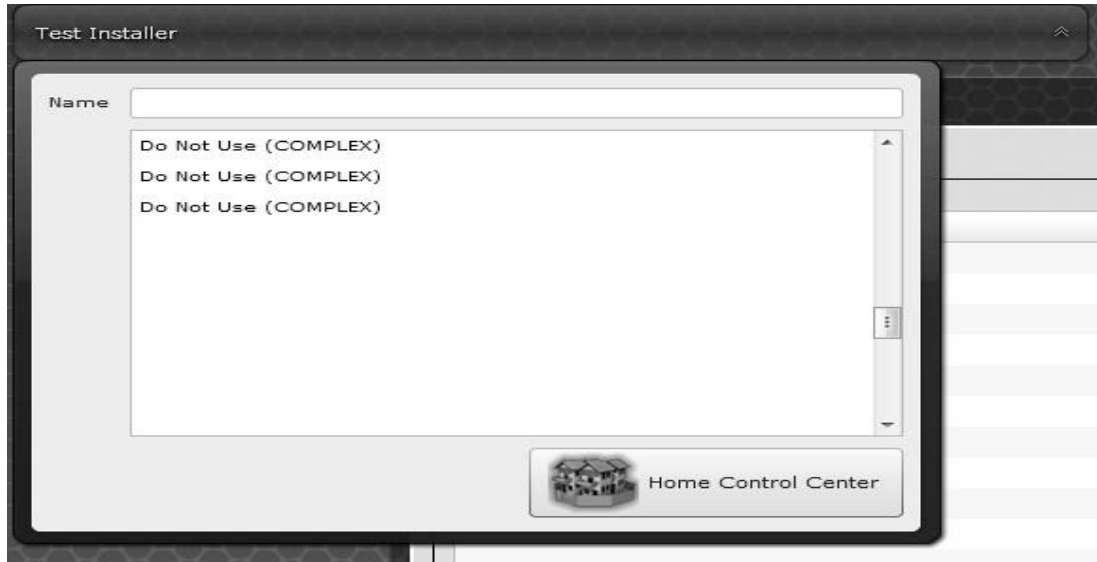 Test Installer
Name
Do Not Use (COMPLEX)
Do Not Use (COMPLEX)
Do Not Use (COMPLEX)
Home Control Center